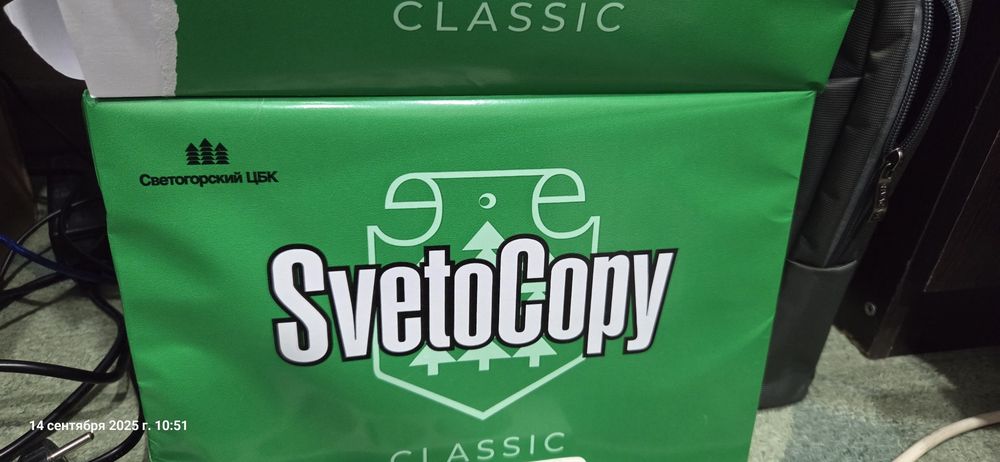 CLASSIC
Светогорский ЦБК
SvetoCopy
CLASSIC
14 сентября 2025 г. 10:51